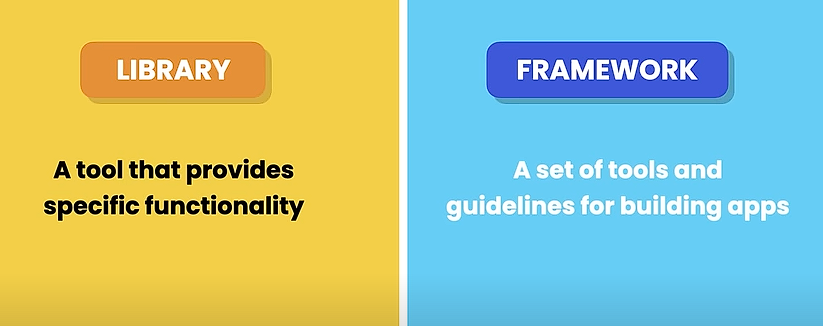 LIBRARY
A tool that provides
specific functionality
FRAMEWORK
A set of tools and
guidelines for building apps